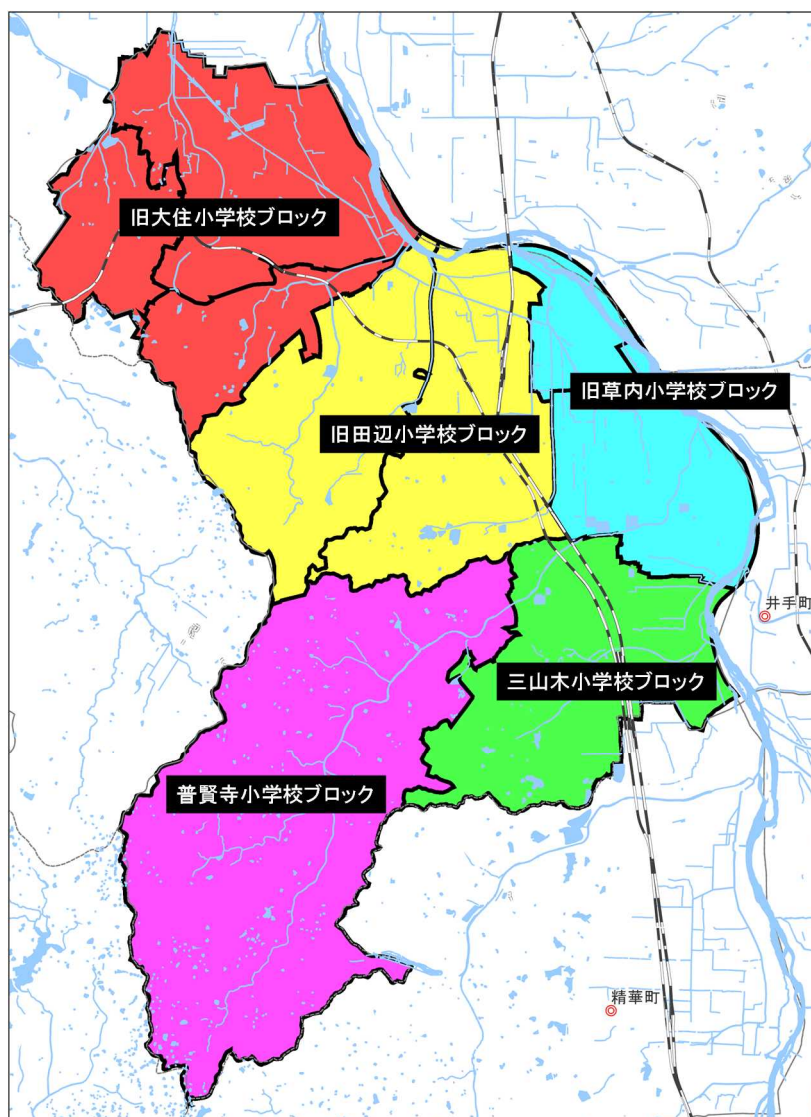 旧大住小学校ブロック
旧草内小学校ブロック
旧田辺小学校ブロック
井手町
三山木小学校ブロック
普賢寺小学校ブロック
精華町